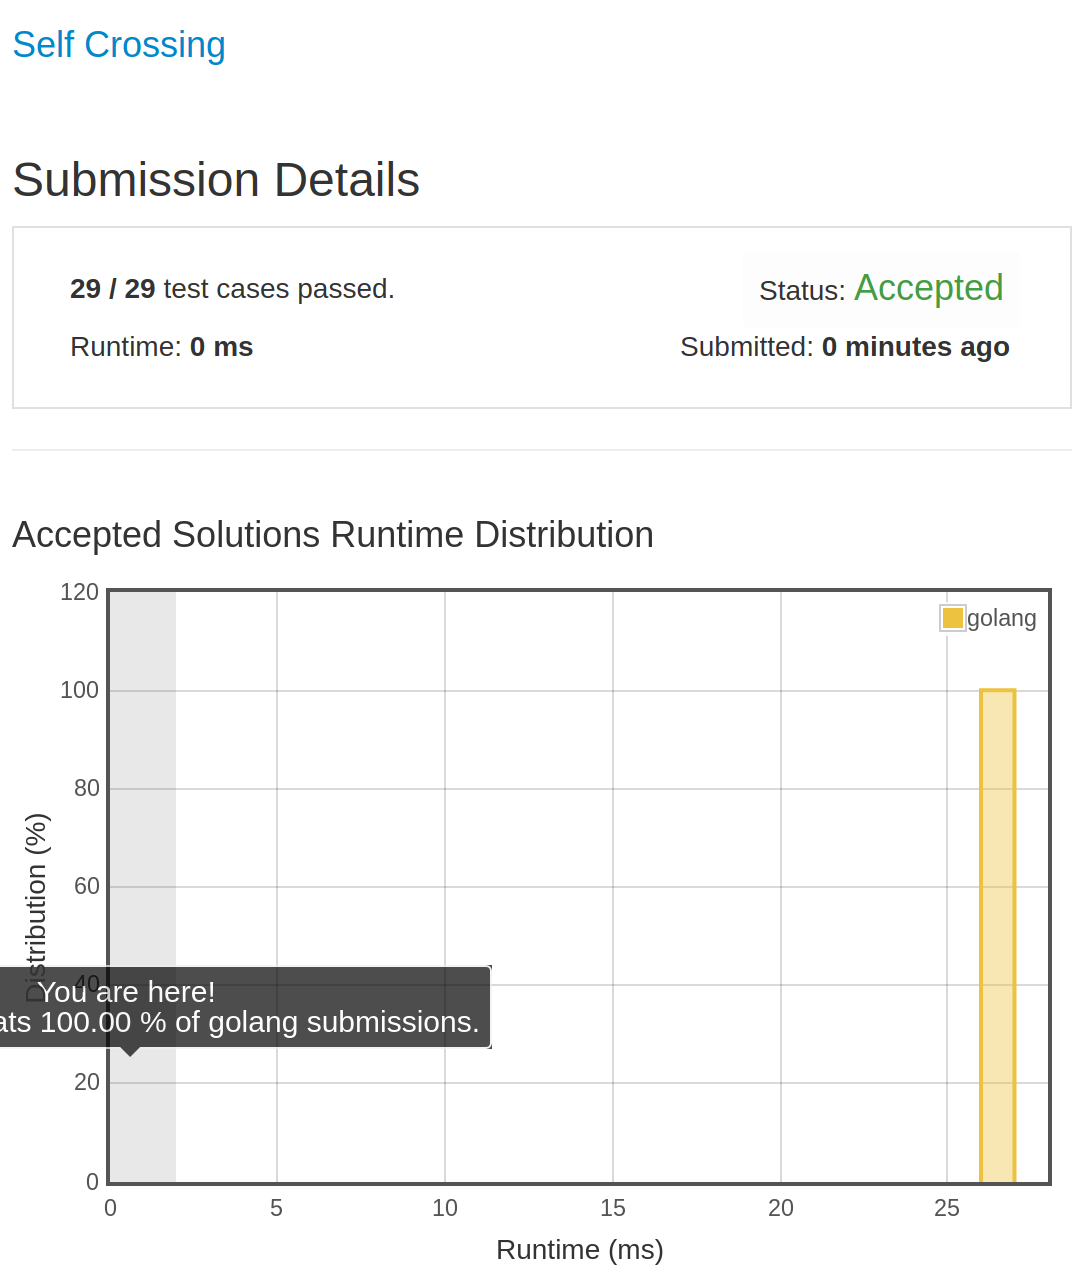 Self Crossing
Submission Details
29 / 29 test cases passed.
Status: Accepted
Runtime: 0 ms
Submitted: 0 minutes ago
Accepted Solutions Runtime Distribution
120
100
80
60
40
20
0
Distribution (%)
golang
You are here!
100.00 % of golang submissions.
0
5
10
15
20
25
Runtime (ms)